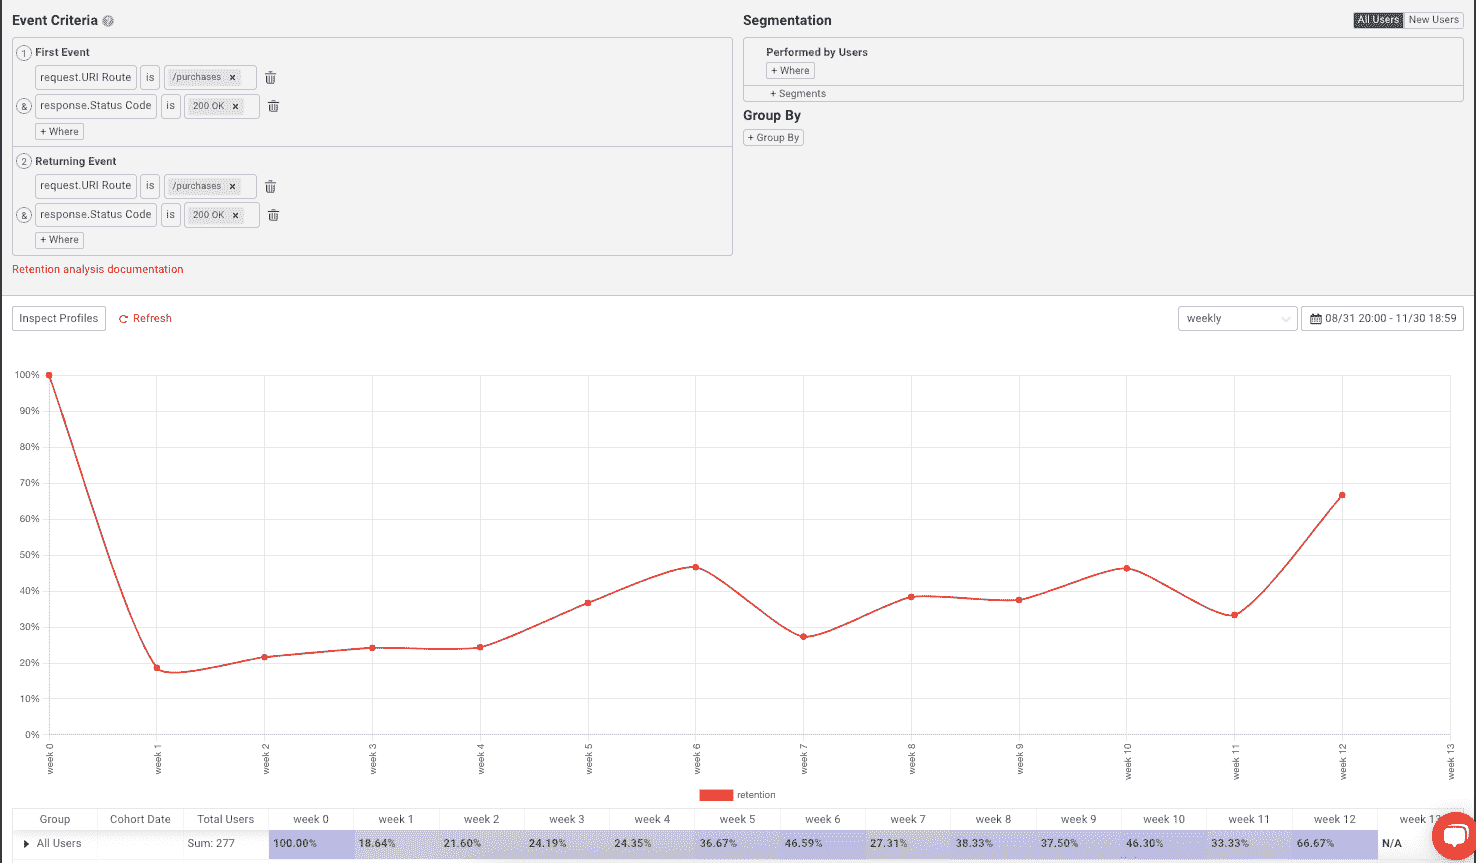 Event Criteria ?
1 First Event
request.URI Route is /purchases ×
& response.Status Code is 200 OK ×
+ Where
2 Returning Event
request.URI Route is /purchases ×
& response.Status Code is 200 OK ×
+ Where
Retention analysis documentation
Segmentation
All Users New Users
Performed by Users
+ Where
+ Segments
Group By
+ Group By
Inspect Profiles Refresh
weekly 08/31 20:00 - 11/30 18:59
100%
90%
80%
70%
60%
50%
40%
30%
20%
10%
0%
week 0 week 1 week 2 week 3 week 4 week 5 week 6 week 7 week 8 week 9 week 10 week 11 week 12 week 13
retention
Group Cohort Date Total Users week 0 week 1 week 2 week 3 week 4 week 5 week 6 week 7 week 8 week 9 week 10 week 11 week 12 week
All Users Sum: 277 100.00% 18.64% 21.60% 24.19% 24.35% 36.67% 46.59% 27.31% 38.33% 37.50% 46.30% 33.33% 66.67% N/A